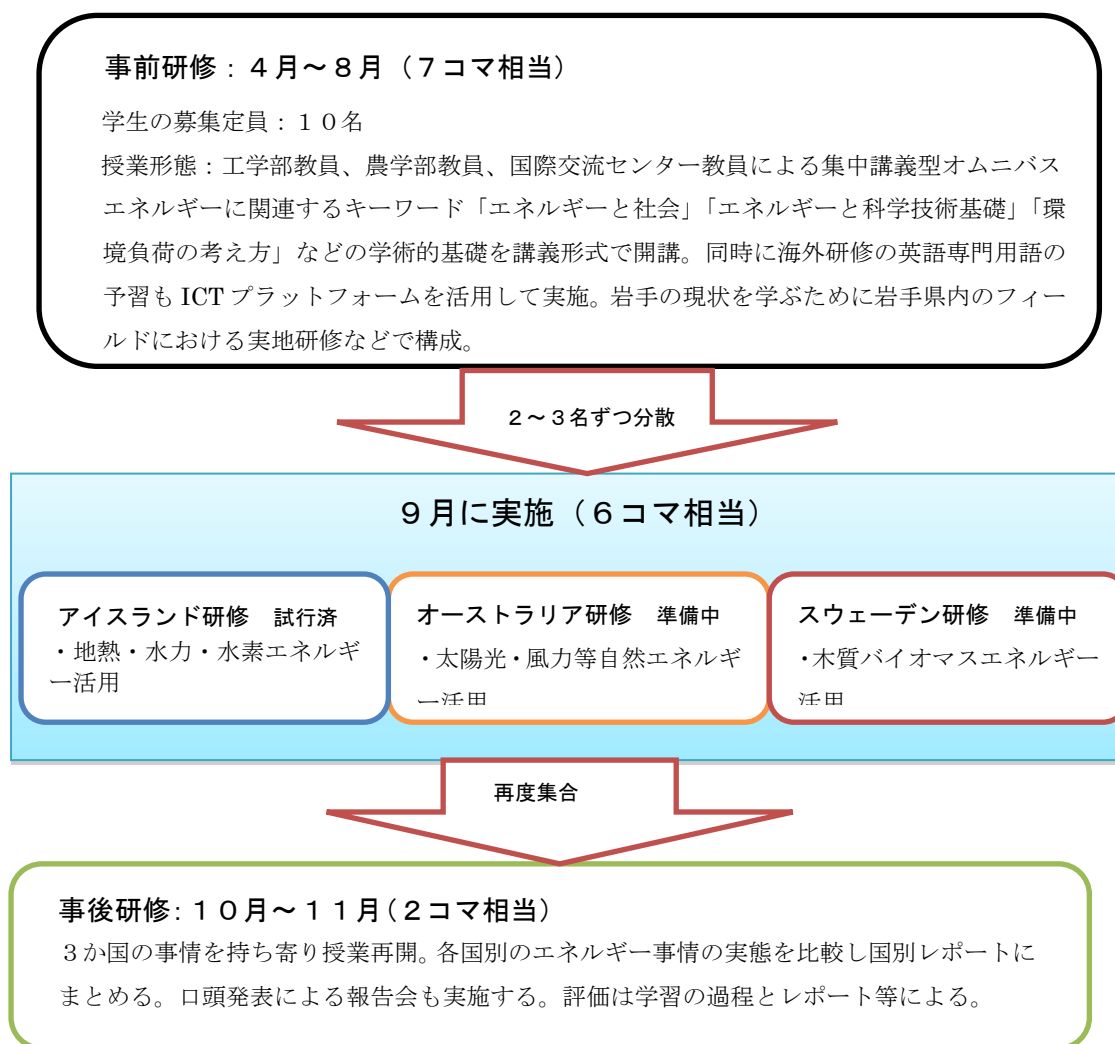 事前研修：４月～８月（７コマ相当）
学生の募集定員：１０名
授業形態：工学部教員、農学部教員、国際交流センター教員による集中講義型オムニバス
エネルギーに関連するキーワード「エネルギーと社会」「エネルギーと科学技術基礎」「環
境負荷の考え方」などの学術的基礎を講義形式で開講。同時に海外研修の英語専門用語の
予習も ICT プラットフォームを活用して実施。岩手の現状を学ぶために岩手県内のフィー
ルドにおける実地研修などで構成。
２～３名ずつ分散
９月に実施（６コマ相当）
アイスランド研修　試行済
・地熱・水力・水素エネルギ
ー活用
オーストラリア研修　準備中
・太陽光・風力等自然エネルギ
ー活用
スウェーデン研修　準備中
・木質バイオマスエネルギー
活用
再度集合
事後研修：１０月～１１月（２コマ相当）
３か国の事情を持ち寄り授業再開。各国別のエネルギー事情の実態を比較し国別レポートに
まとめる。口頭発表による報告会も実施する。評価は学習の過程とレポート等による。